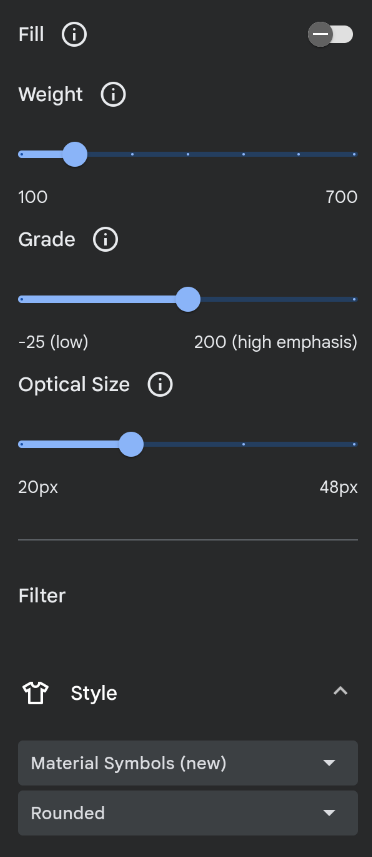 Fill
Weight
100 700
Grade
-25 (low) 200 (high emphasis)
Optical Size
20px 48px
Filter
Style
Material Symbols (new)
Rounded